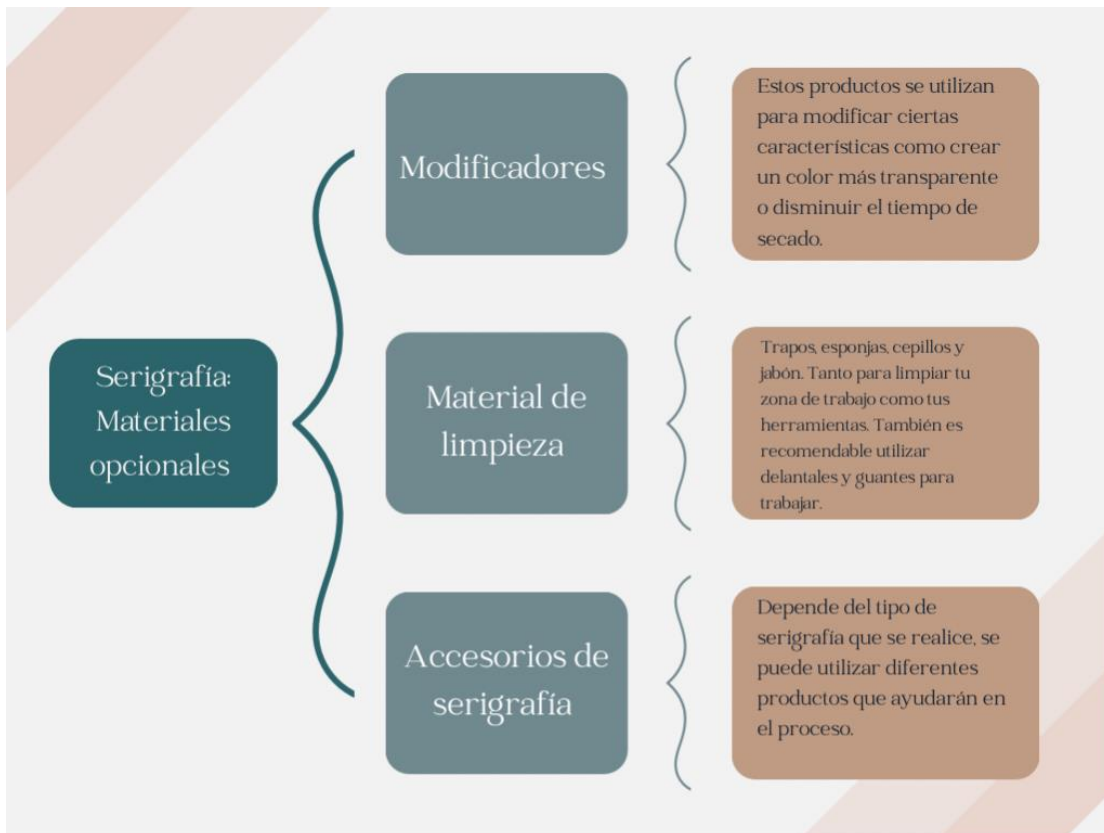 Serigrafía:
Materiales
opcionales
Modificadores
Estos productos se utilizan
para modificar ciertas
características como crear
un color más transparente
o disminuir el tiempo de
secado.
Material de
limpieza
Trapos, esponjas, cepillos y
jabón. Tanto para limpiar tu
zona de trabajo como tus
herramientas. También es
recomendable utilizar
delantales y guantes para
trabajar.
Accesorios de
serigrafía
Depende del tipo de
serigrafía que se realice, se
puede utilizar diferentes
productos que ayudarán en
el proceso.